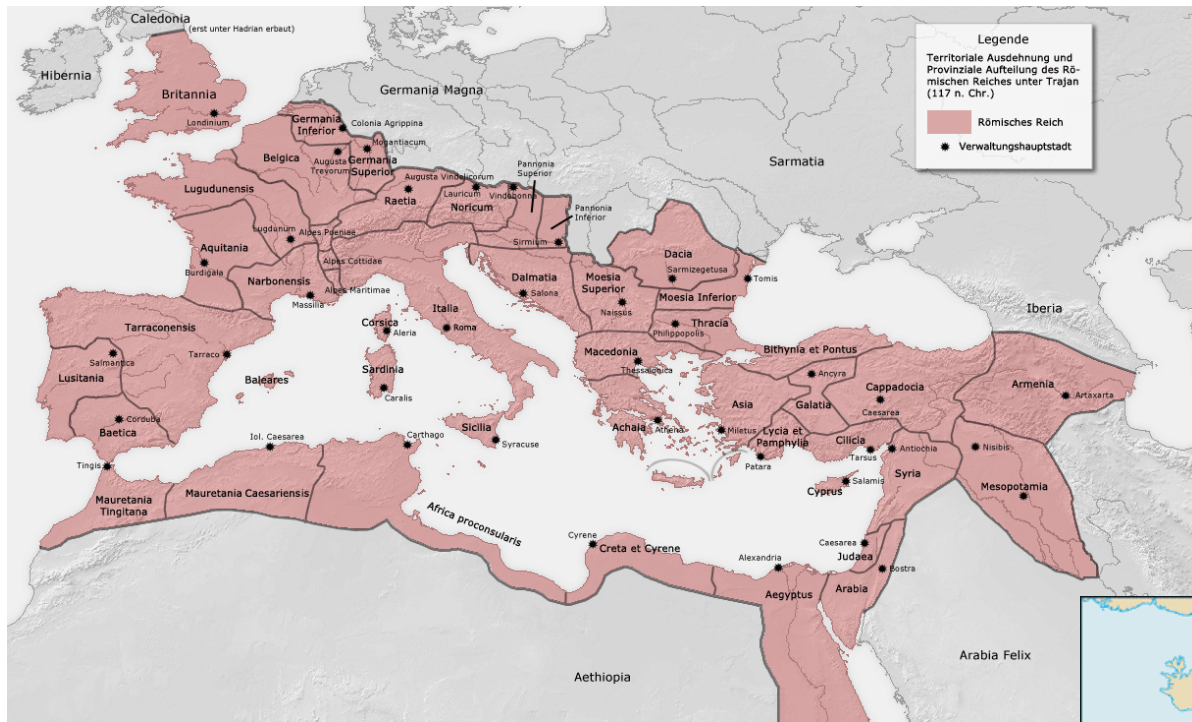 Caledonia
(erst unter Hadrian erbaut)
Hibernia
Britannia
Londinium
Germania Magna
Sarmatia
Legende
Territoriale Ausdehnung und
Provinziale Aufteilung des Rö-
mischen Reiches unter Trajan
(117 n. Chr.)
Römisches Reich
Verwaltungshauptstadt
Germania
Inferior
Colonia Agrippina
Mogantiacum
Belgica
Augusta
Treyorum
Germania
Superior
Lugudunensis
Augusta Vindelicorum
Raetia
Lauricum
Noricum
Vindobonna
Pannonia
Superior
Pannonia
Inferior
Sirmium
Lugdunum
Alpes Poeniae
Aquitania
Burdigala
Alpes Cottidae
Narbonensis
Alpes Maritimae
Massilia
Dalmatia
Salona
Dacia
Sarmizegetusa
Moesia
Superior
Naissus
Moesia Inferior
Tomis
Italia
Roma
Thracia
Philippopolis
Iberia
Tarraconensis
Salmantica
Tarraco
Lusitania
Corduba
Baetica
Baleares
Corsica
Aleria
Sardinia
Caralis
Macedonia
Thessalonica
Bithynia et Pontus
Ancyra
Cappadocia
Caesarea
Armenia
Artaxarta
Asia
Galatia
Sicilia
Syracuse
Achaia
Athena
Miletus
Lycia et
Pamphylia
Patara
Cilicia
Tarsus
Antiochia
Nisibis
Syria
Mesopotamia
Cyprus
Salamis
Tingis
Iol. Caesarea
Carthago
Mauretania
Tingitana
Mauretania Caesariensis
Africa proconsularis
Cyrene
Creta et Cyrene
Alexandria
Caesarea
Judaea
Bostra
Aegyptus
Arabia
Arabia Felix
Aethiopia